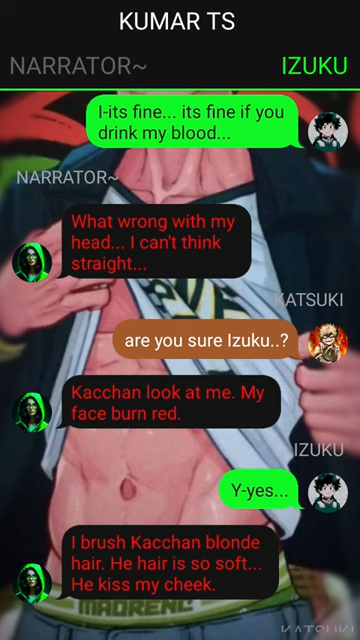 KUMAR TS
NARRATOR~ IZUKU
I-its fine... its fine if you
drink my blood...
NARRATOR~
What wrong with my
head... I can't think
straight...
KATSUKI
are you sure Izuku..?
Kacchan look at me. My
face burn red.
IZUKU
Y-yes...
I brush Kacchan blonde
hair. He hair is so soft...
He kiss my cheek.
KATSUKI